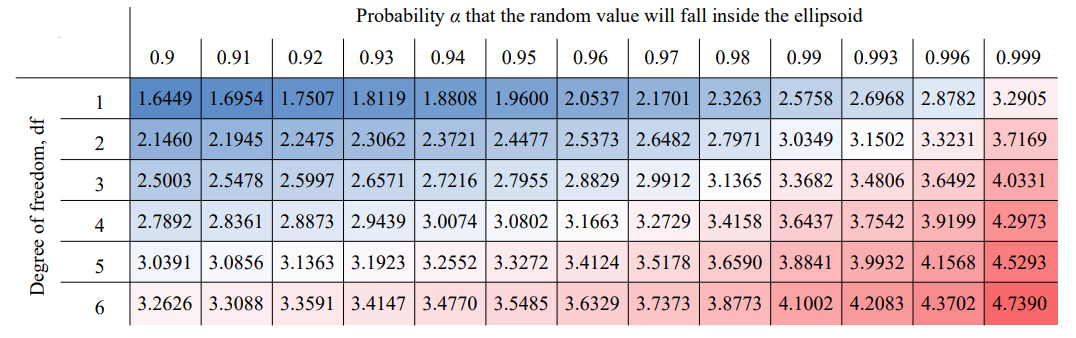 Probability α that the random value will fall inside the ellipsoid
0.9 0.91 0.92 0.93 0.94 0.95 0.96 0.97 0.98 0.99 0.993 0.996 0.999
Degree of freedom, df
1 1.6449 1.6954 1.7507 1.8119 1.8808 1.9600 2.0537 2.1701 2.3263 2.5758 2.6968 2.8782 3.2905
2 2.1460 2.1945 2.2475 2.3062 2.3721 2.4477 2.5373 2.6482 2.7971 3.0349 3.1502 3.3231 3.7169
3 2.5003 2.5478 2.5997 2.6571 2.7216 2.7955 2.8829 2.9912 3.1365 3.3682 3.4806 3.6492 4.0331
4 2.7892 2.8361 2.8873 2.9439 3.0074 3.0802 3.1663 3.2729 3.4158 3.6437 3.7542 3.9199 4.2973
5 3.0391 3.0856 3.1363 3.1923 3.2552 3.3272 3.4124 3.5178 3.6590 3.8841 3.9932 4.1568 4.5293
6 3.2626 3.3088 3.3591 3.4147 3.4770 3.5485 3.6329 3.7373 3.8773 4.1002 4.2083 4.3702 4.7390